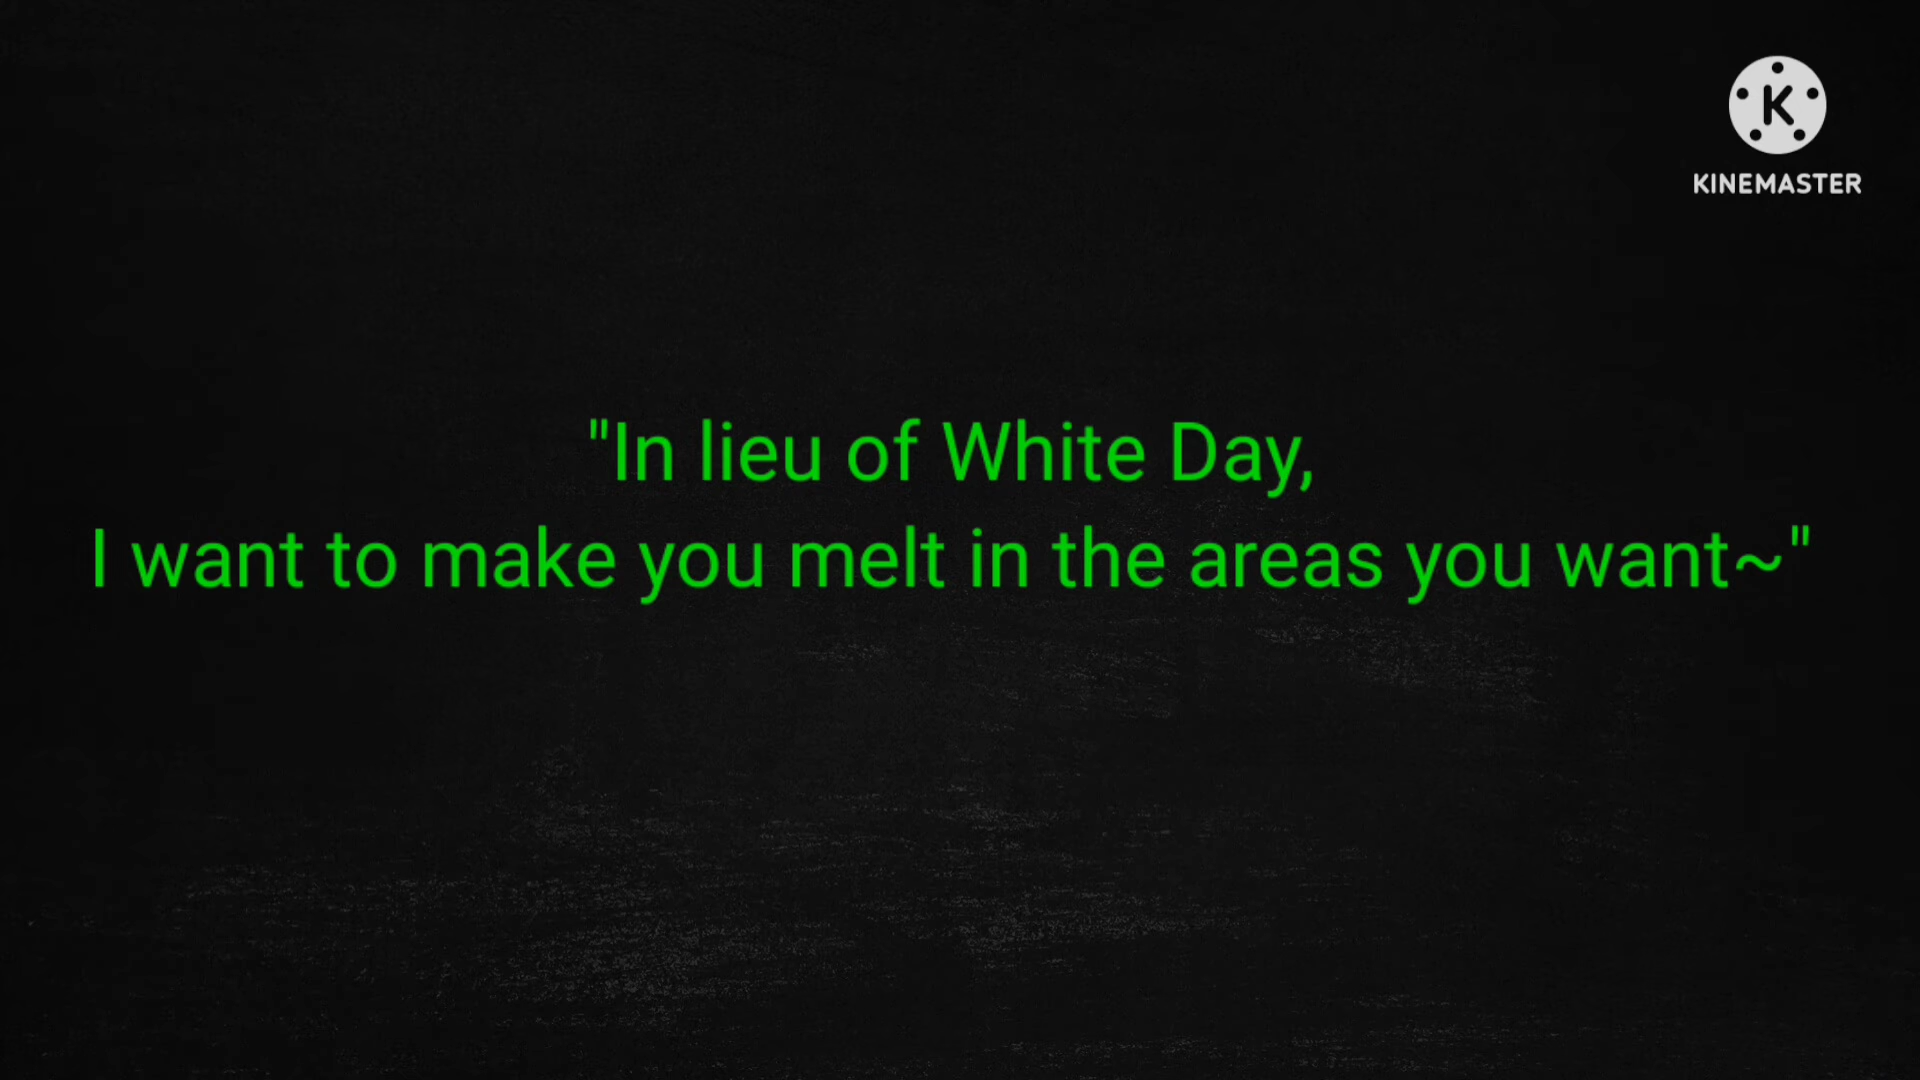 KINEMASTER
"In lieu of White Day,
I want to make you melt in the areas you want~"